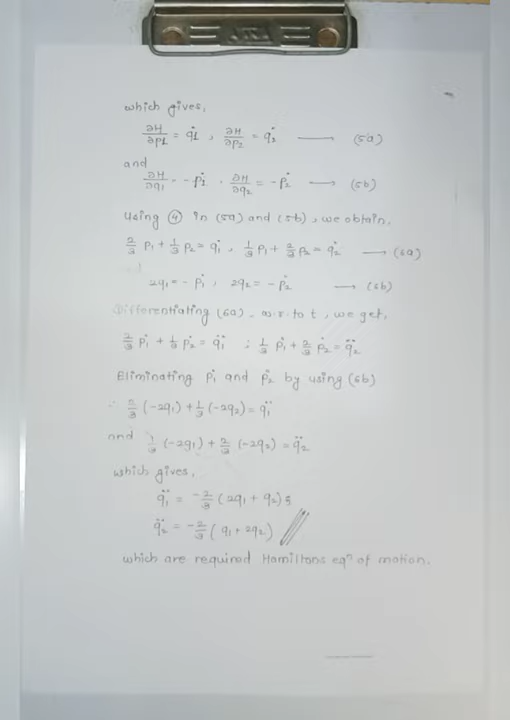 which gives,
∂H/∂p1 = q̇1 , ∂H/∂p2 = q̇2 —— (5a)
and
∂H/∂q1 = -ṗ1 , ∂H/∂q2 = -ṗ2 —— (5b)
Using ④ in (5a) and (5b), we obtain,
2/3 p1 + 1/3 p2 = q̇1 , 1/3 p1 + 2/3 p2 = q̇2 —— (6a)
2q1 = -ṗ1 , 2q2 = -ṗ2 —— (6b)
Differentiating (6a), w.r.to t, we get,
2/3 ṗ1 + 1/3 ṗ2 = q̈1 ; 1/3 ṗ1 + 2/3 ṗ2 = q̈2
Eliminating ṗ1 and ṗ2 by using (6b)
∴ 2/3 (-2q1) + 1/3 (-2q2) = q̈1
and 1/3 (-2q1) + 2/3 (-2q2) = q̈2
which gives,
q̈1 = -2/3 (2q1 + q2) &
q̈2 = -2/3 (q1 + 2q2)
which are required Hamiltons eqⁿ of motion.